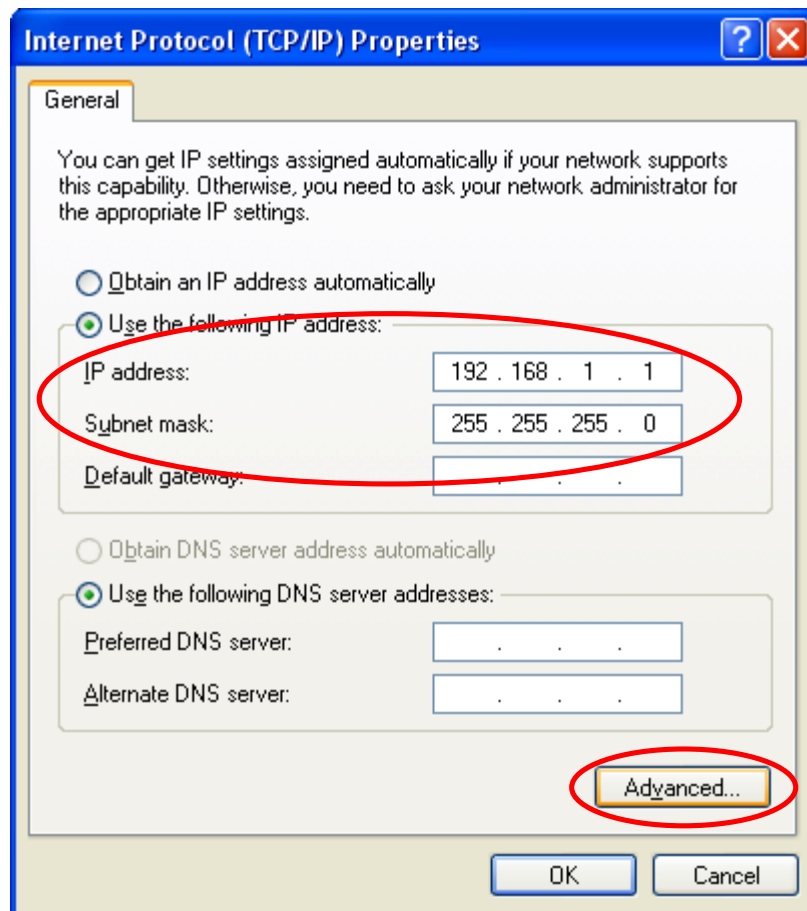 Internet Protocol (TCP/IP) Properties
General
You can get IP settings assigned automatically if your network supports
this capability. Otherwise, you need to ask your network administrator for
the appropriate IP settings.
Obtain an IP address automatically
Use the following IP address:
IP address: 192 . 168 . 1 . 1
Subnet mask: 255 . 255 . 255 . 0
Default gateway: . . .
Obtain DNS server address automatically
Use the following DNS server addresses:
Preferred DNS server: . . .
Alternate DNS server: . . .
Advanced...
OK Cancel